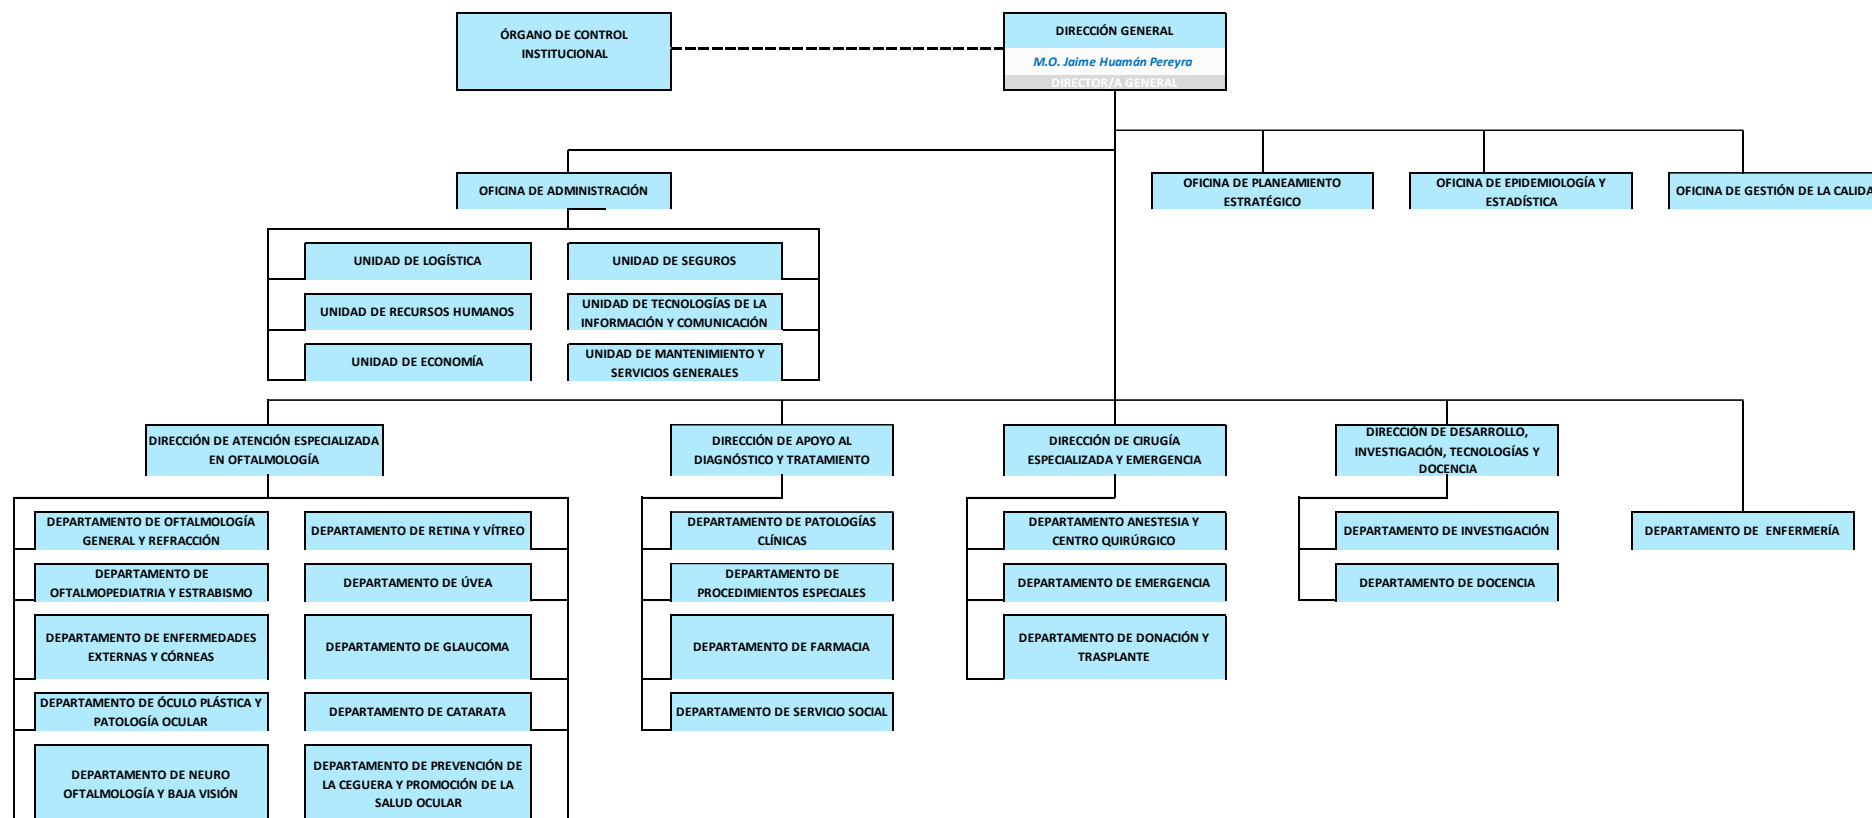 ÓRGANO DE CONTROL
INSTITUCIONAL
DIRECCIÓN GENERAL
M.O. Jaime Huamán Pereyra
DIRECTOR/A GENERAL
OFICINA DE ADMINISTRACIÓN
OFICINA DE PLANEAMIENTO
ESTRATÉGICO
OFICINA DE EPIDEMIOLOGÍA Y
ESTADÍSTICA
OFICINA DE GESTIÓN DE LA CALIDA
UNIDAD DE LOGÍSTICA
UNIDAD DE SEGUROS
UNIDAD DE RECURSOS HUMANOS
UNIDAD DE TECNOLOGÍAS DE LA
INFORMACIÓN Y COMUNICACIÓN
UNIDAD DE ECONOMÍA
UNIDAD DE MANTENIMIENTO Y
SERVICIOS GENERALES
DIRECCIÓN DE ATENCIÓN ESPECIALIZADA
EN OFTALMOLOGÍA
DIRECCIÓN DE APOYO AL
DIAGNÓSTICO Y TRATAMIENTO
DIRECCIÓN DE CIRUGÍA
ESPECIALIZADA Y EMERGENCIA
DIRECCIÓN DE DESARROLLO,
INVESTIGACIÓN, TECNOLOGÍAS Y
DOCENCIA
DEPARTAMENTO DE OFTALMOLOGÍA
GENERAL Y REFRACCIÓN
DEPARTAMENTO DE RETINA Y VÍTREO
DEPARTAMENTO DE PATOLOGÍAS
CLÍNICAS
DEPARTAMENTO ANESTESIA Y
CENTRO QUIRÚRGICO
DEPARTAMENTO DE INVESTIGACIÓN
DEPARTAMENTO DE ENFERMERÍA
DEPARTAMENTO DE
OFTALMOPEDIATRIA Y ESTRABISMO
DEPARTAMENTO DE ÚVEA
DEPARTAMENTO DE
PROCEDIMIENTOS ESPECIALES
DEPARTAMENTO DE EMERGENCIA
DEPARTAMENTO DE DOCENCIA
DEPARTAMENTO DE ENFERMEDADES
EXTERNAS Y CÓRNEAS
DEPARTAMENTO DE GLAUCOMA
DEPARTAMENTO DE FARMACIA
DEPARTAMENTO DE DONACIÓN Y
TRASPLANTE
DEPARTAMENTO DE ÓCULO PLÁSTICA Y
PATOLOGÍA OCULAR
DEPARTAMENTO DE CATARATA
DEPARTAMENTO DE SERVICIO SOCIAL
DEPARTAMENTO DE NEURO
OFTALMOLOGÍA Y BAJA VISIÓN
DEPARTAMENTO DE PREVENCIÓN DE
LA CEGUERA Y PROMOCIÓN DE LA
SALUD OCULAR